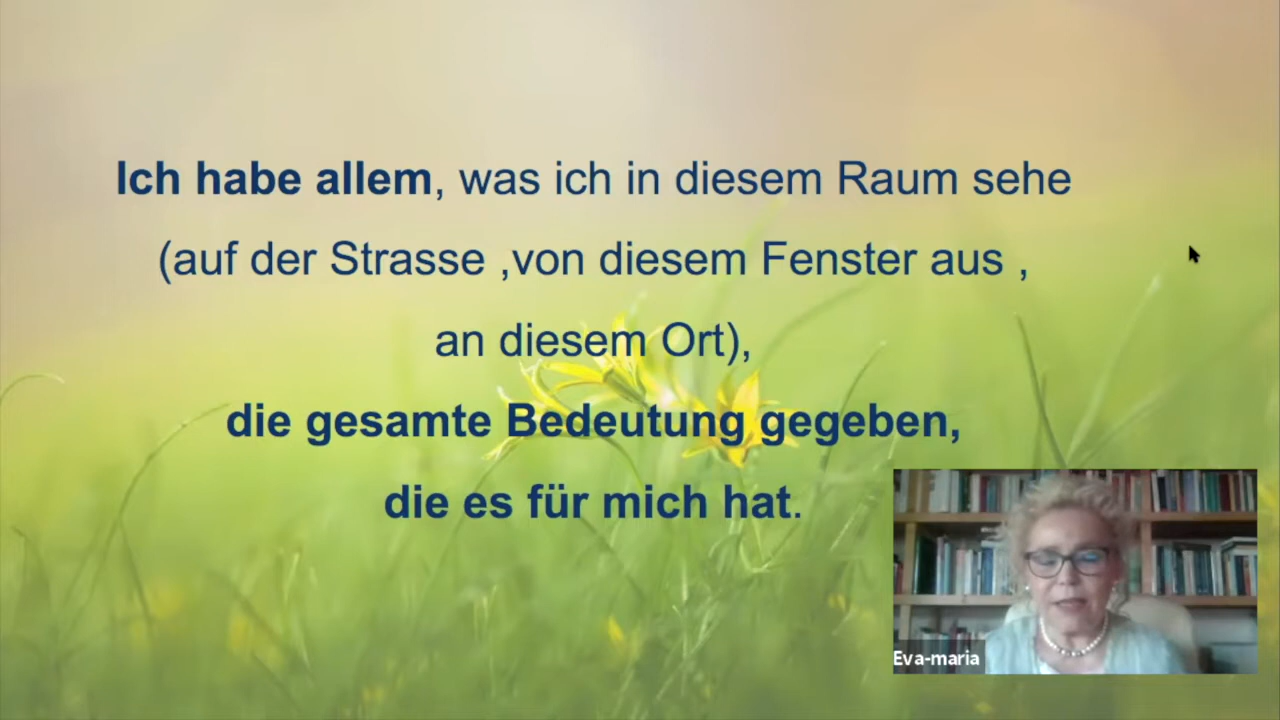 Ich habe allem, was ich in diesem Raum sehe
(auf der Strasse ,von diesem Fenster aus ,
an diesem Ort),
die gesamte Bedeutung gegeben,
die es für mich hat.
Eva-maria